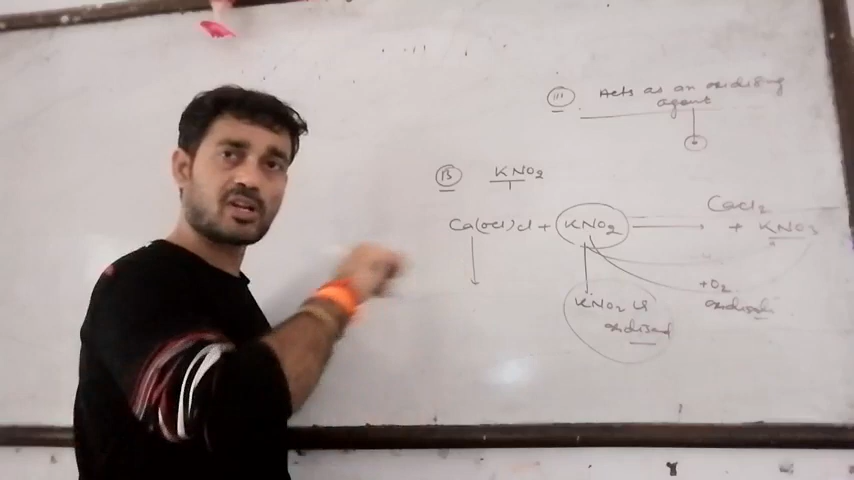 (III) Acts as an oxidising
agent
(B) KNO2
Ca(OCl)Cl + KNO2 → CaCl2
+ KNO3
+O2
oxidised
KNO2 is
oxidised